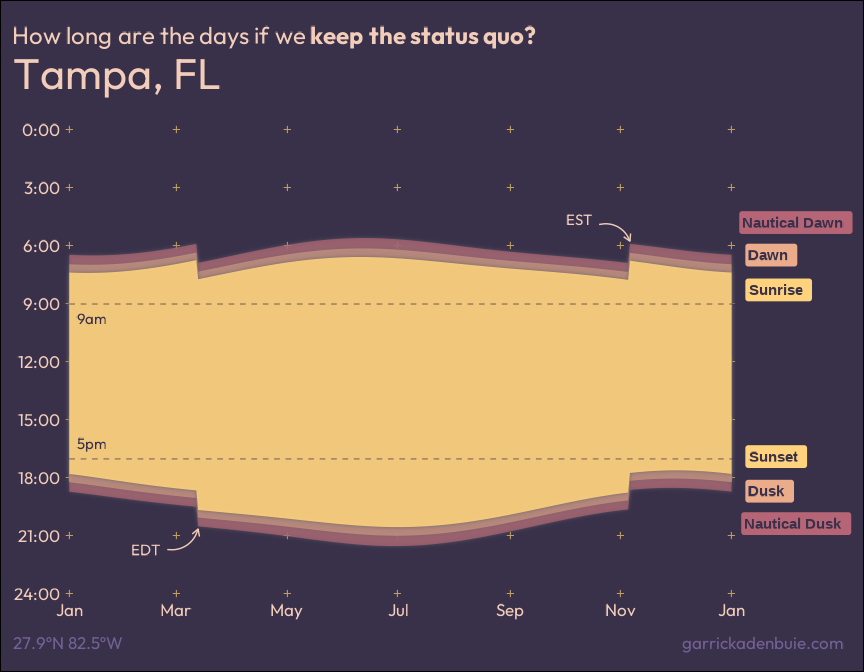 How long are the days if we keep the status quo?
Tampa, FL
0:00
3:00
EST
Nautical Dawn
6:00
Dawn
Sunrise
9:00
9am
12:00
15:00
5pm
Sunset
18:00
Dusk
Nautical Dusk
21:00
EDT
24:00
Jan Mar May Jul Sep Nov Jan
27.9°N 82.5°W garrickadenbuie.com